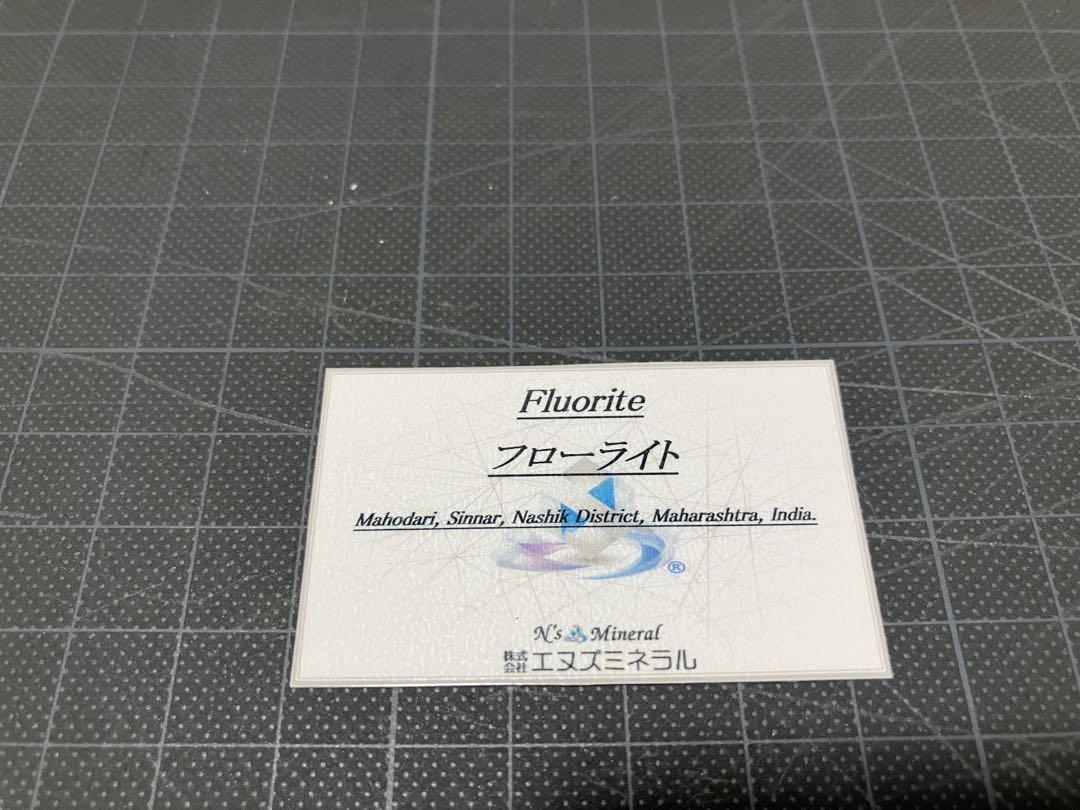 Fluorite
フローライト
Mahodari, Sinnar, Nashik District, Maharashtra, India.
®
N's Mineral
株式会社 エヌズミネラル